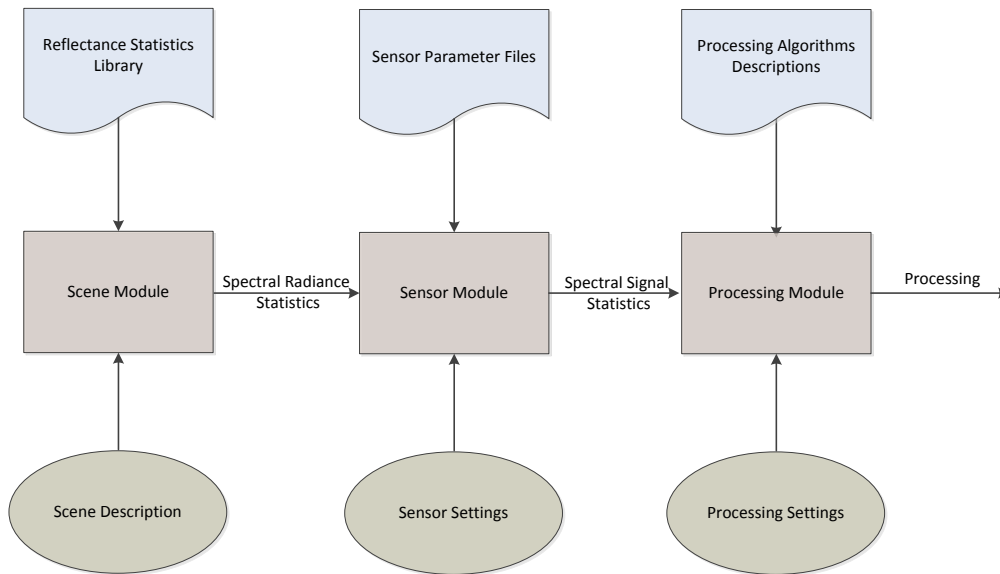 Reflectance Statistics
Library
Sensor Parameter Files
Processing Algorithms
Descriptions
Scene Module
Spectral Radiance
Statistics
Sensor Module
Spectral Signal
Statistics
Processing Module
Processing
Scene Description
Sensor Settings
Processing Settings